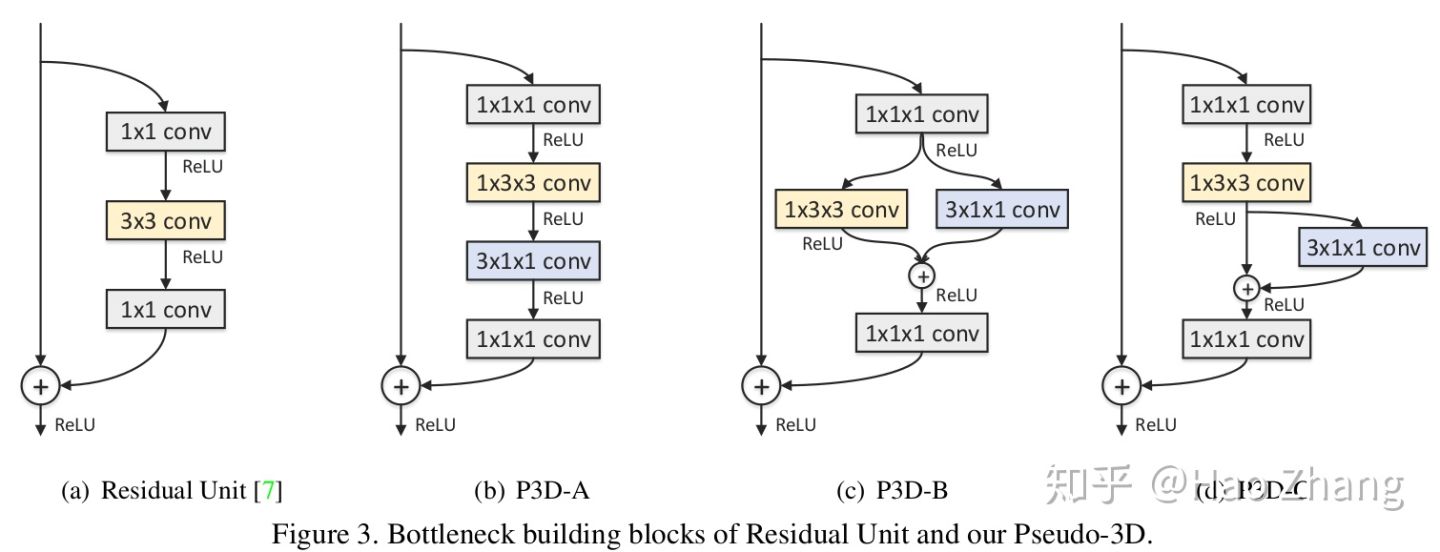 1x1 conv
ReLU
3x3 conv
ReLU
1x1 conv
+
ReLU
(a) Residual Unit [7]
1x1x1 conv
ReLU
1x3x3 conv
ReLU
3x1x1 conv
ReLU
1x1x1 conv
+
ReLU
(b) P3D-A
1x1x1 conv
ReLU
1x3x3 conv
3x1x1 conv
ReLU
+
ReLU
1x1x1 conv
+
ReLU
(c) P3D-B
1x1x1 conv
ReLU
1x3x3 conv
ReLU
3x1x1 conv
+
ReLU
1x1x1 conv
+
ReLU
(d) P3D-C
知乎 @Hao Zhang
Figure 3. Bottleneck building blocks of Residual Unit and our Pseudo-3D.